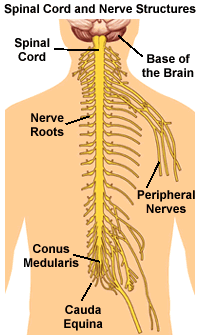 Spinal Cord and Nerve Structures
Spinal
Cord
Base of
the Brain
Nerve
Roots
Peripheral
Nerves
Conus
Medularis
Cauda
Equina